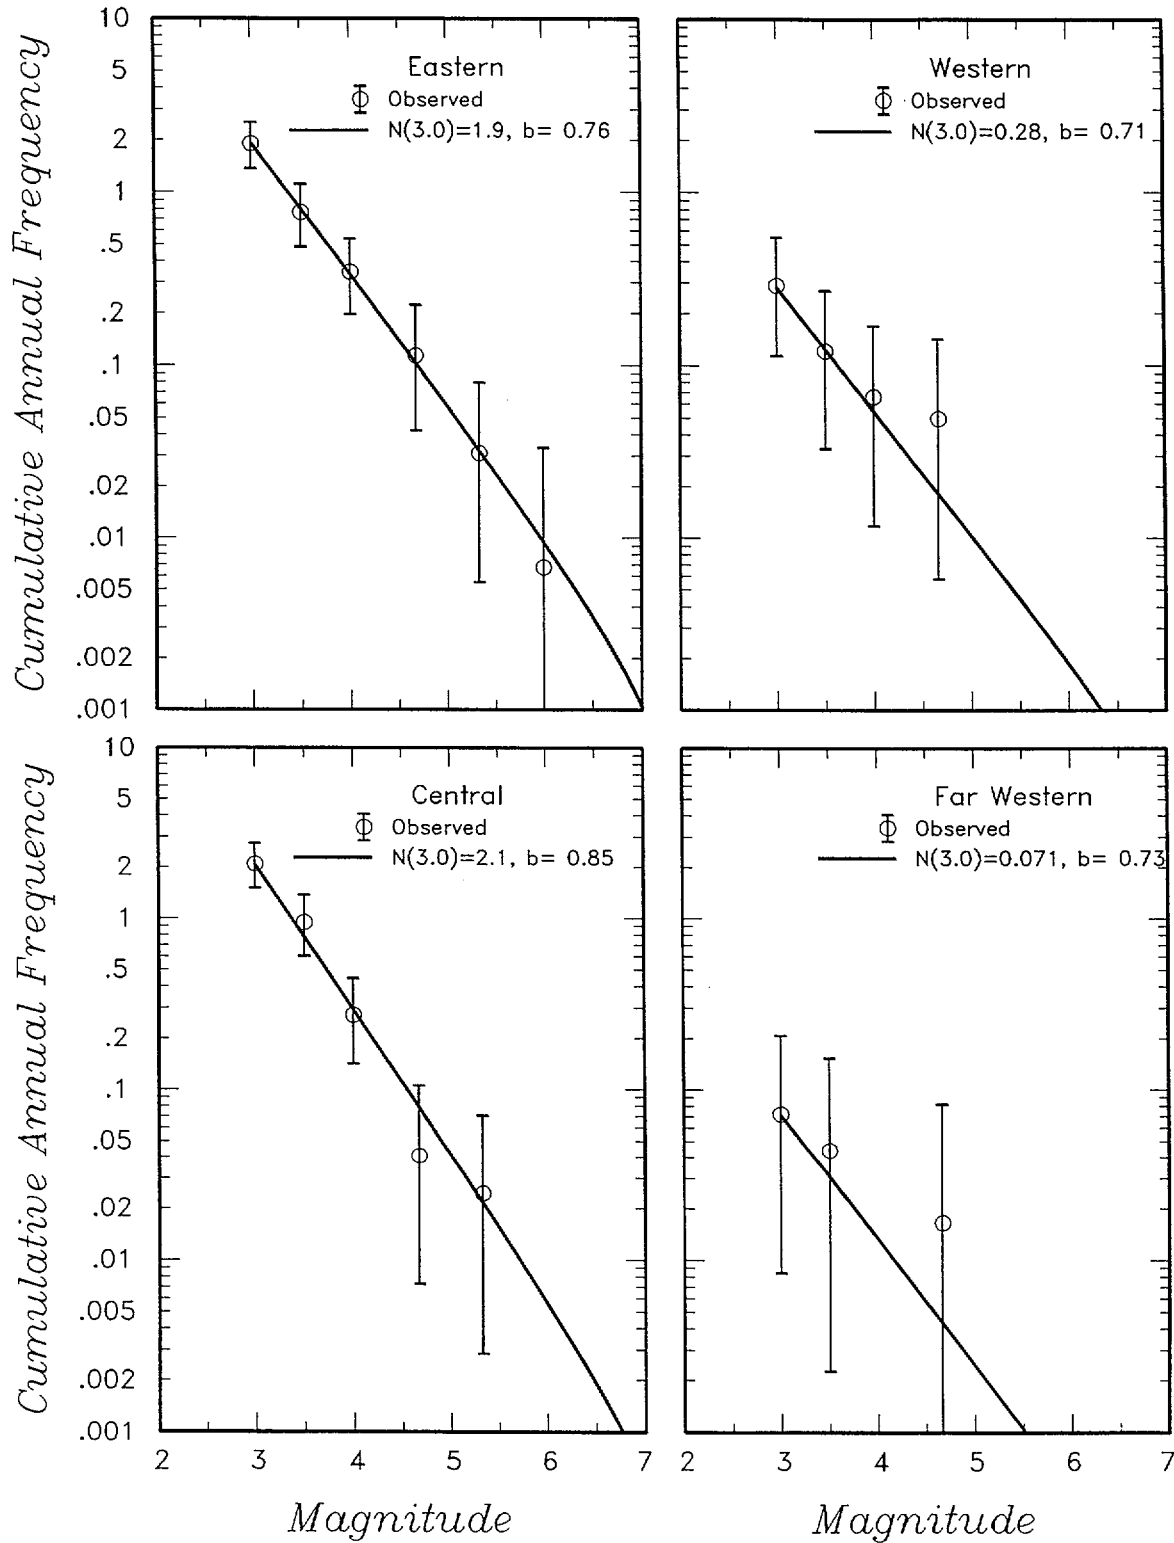 Cumulative Annual Frequency
10
5
2
1
.5
.2
.1
.05
.02
.01
.005
.002
.001
Eastern
Observed
N(3.0)=1.9, b= 0.76
Western
Observed
N(3.0)=0.28, b= 0.71
Cumulative Annual Frequency
10
5
2
1
.5
.2
.1
.05
.02
.01
.005
.002
.001
Central
Observed
N(3.0)=2.1, b= 0.85
2 3 4 5 6 7
Magnitude
Far Western
Observed
N(3.0)=0.071, b= 0.73
2 3 4 5 6 7
Magnitude